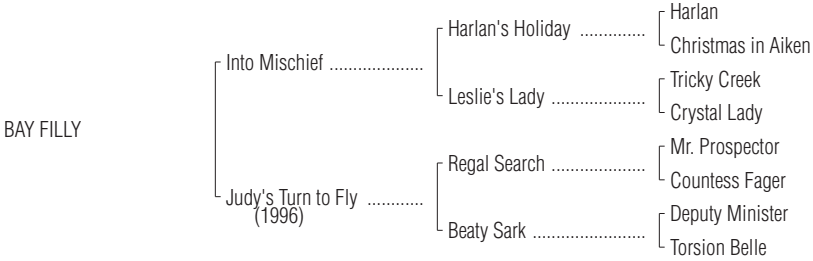 Harlan
Harlan's Holiday ..............
Christmas in Aiken
Into Mischief ....................
Tricky Creek
Leslie's Lady ....................
Crystal Lady
BAY FILLY
Mr. Prospector
Regal Search ....................
Countess Fager
Judy's Turn to Fly ............
(1996)
Deputy Minister
Beaty Sark ........................
Torsion Belle